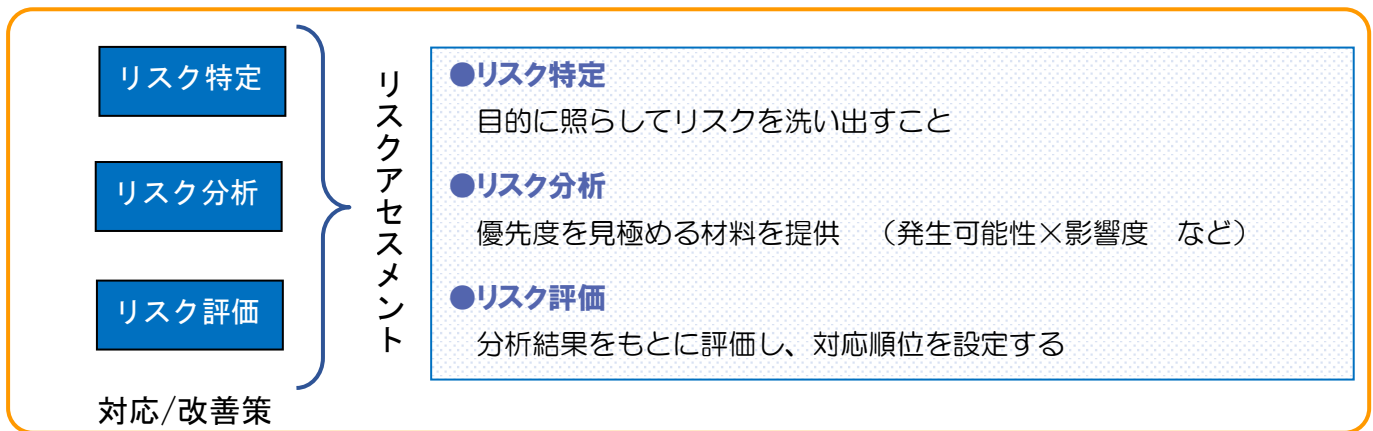 リスク特定
リスク分析
リスク評価
対応/改善策
リスクアセスメント
●リスク特定
目的に照らしてリスクを洗い出すこと
●リスク分析
優先度を見極める材料を提供　（発生可能性×影響度　など）
●リスク評価
分析結果をもとに評価し、対応順位を設定する